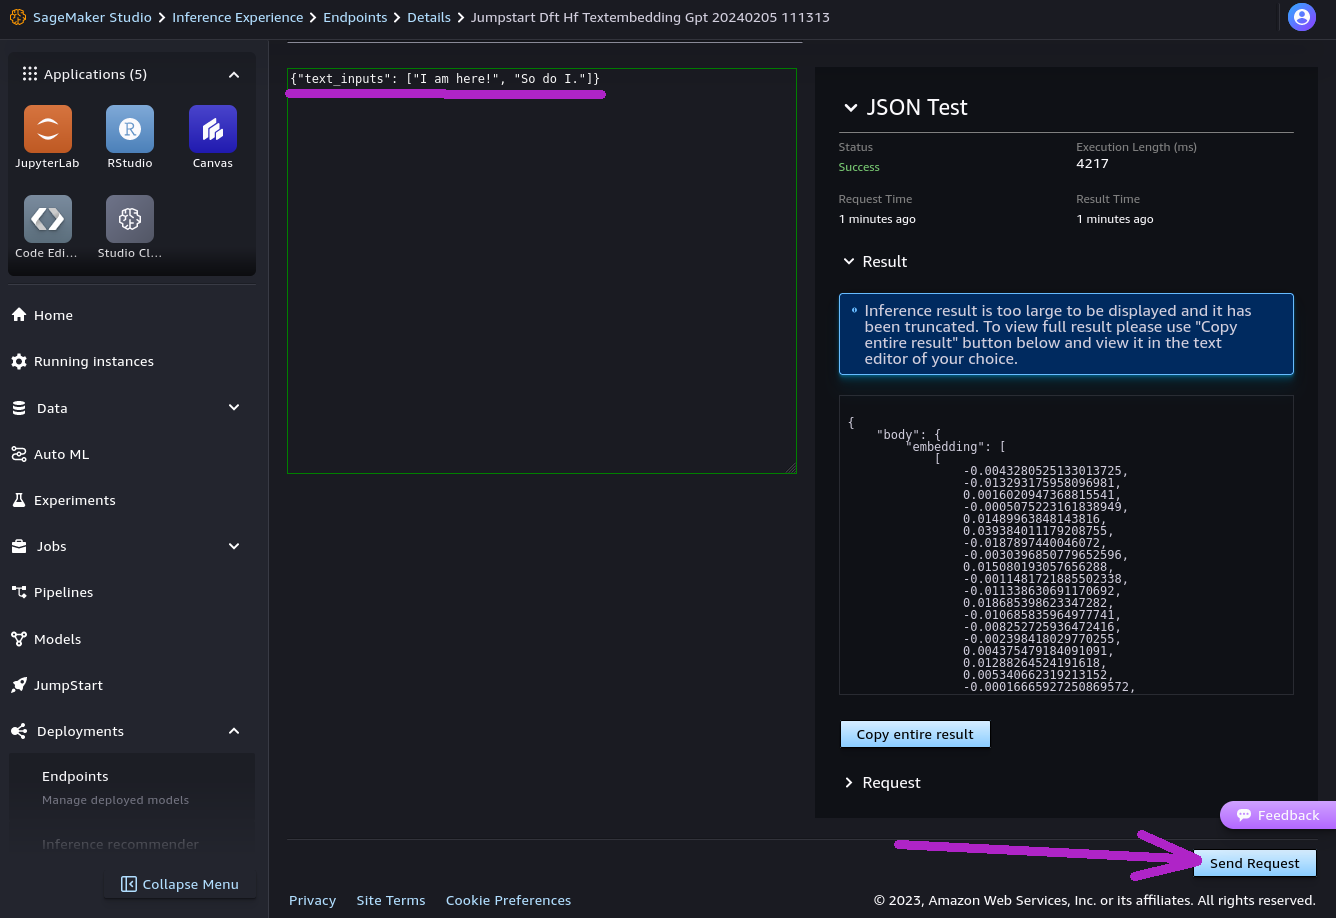 SageMaker Studio > Inference Experience > Endpoints > Details > Jumpstart Dft Hf Textembedding Gpt 20240205 111313
Applications (5)
JupyterLab
RStudio
Canvas
Code Edi...
Studio Cl...
Home
Running instances
Data
Auto ML
Experiments
Jobs
Pipelines
Models
JumpStart
Deployments
Endpoints
Manage deployed models
Inference recommender
Collapse Menu
{"text_inputs": ["I am here!", "So do I."]}
JSON Test
Status
Success
Execution Length (ms)
4217
Request Time
1 minutes ago
Result Time
1 minutes ago
Result
Inference result is too large to be displayed and it has
been truncated. To view full result please use "Copy
entire result" button below and view it in the text
editor of your choice.
{
"body": {
"embedding": [
[
-0.0043280525133013725,
-0.013293175958096981,
0.0016020947368815541,
-0.0005075223161838949,
0.01489963848143816,
0.039384011179208755,
-0.0187897440046072,
-0.0030396850779652596,
0.015080193057656288,
-0.0011481721885502338,
-0.011338630691170692,
0.018685398623347282,
-0.010685835964977741,
-0.008252725936472416,
-0.002398418029770255,
0.004375479184091091,
0.01288264524191618,
0.005340662319213152,
-0.00016665927250869572,
Copy entire result
Request
Feedback
Send Request
Privacy
Site Terms
Cookie Preferences
© 2023, Amazon Web Services, Inc. or its affiliates. All rights reserved.